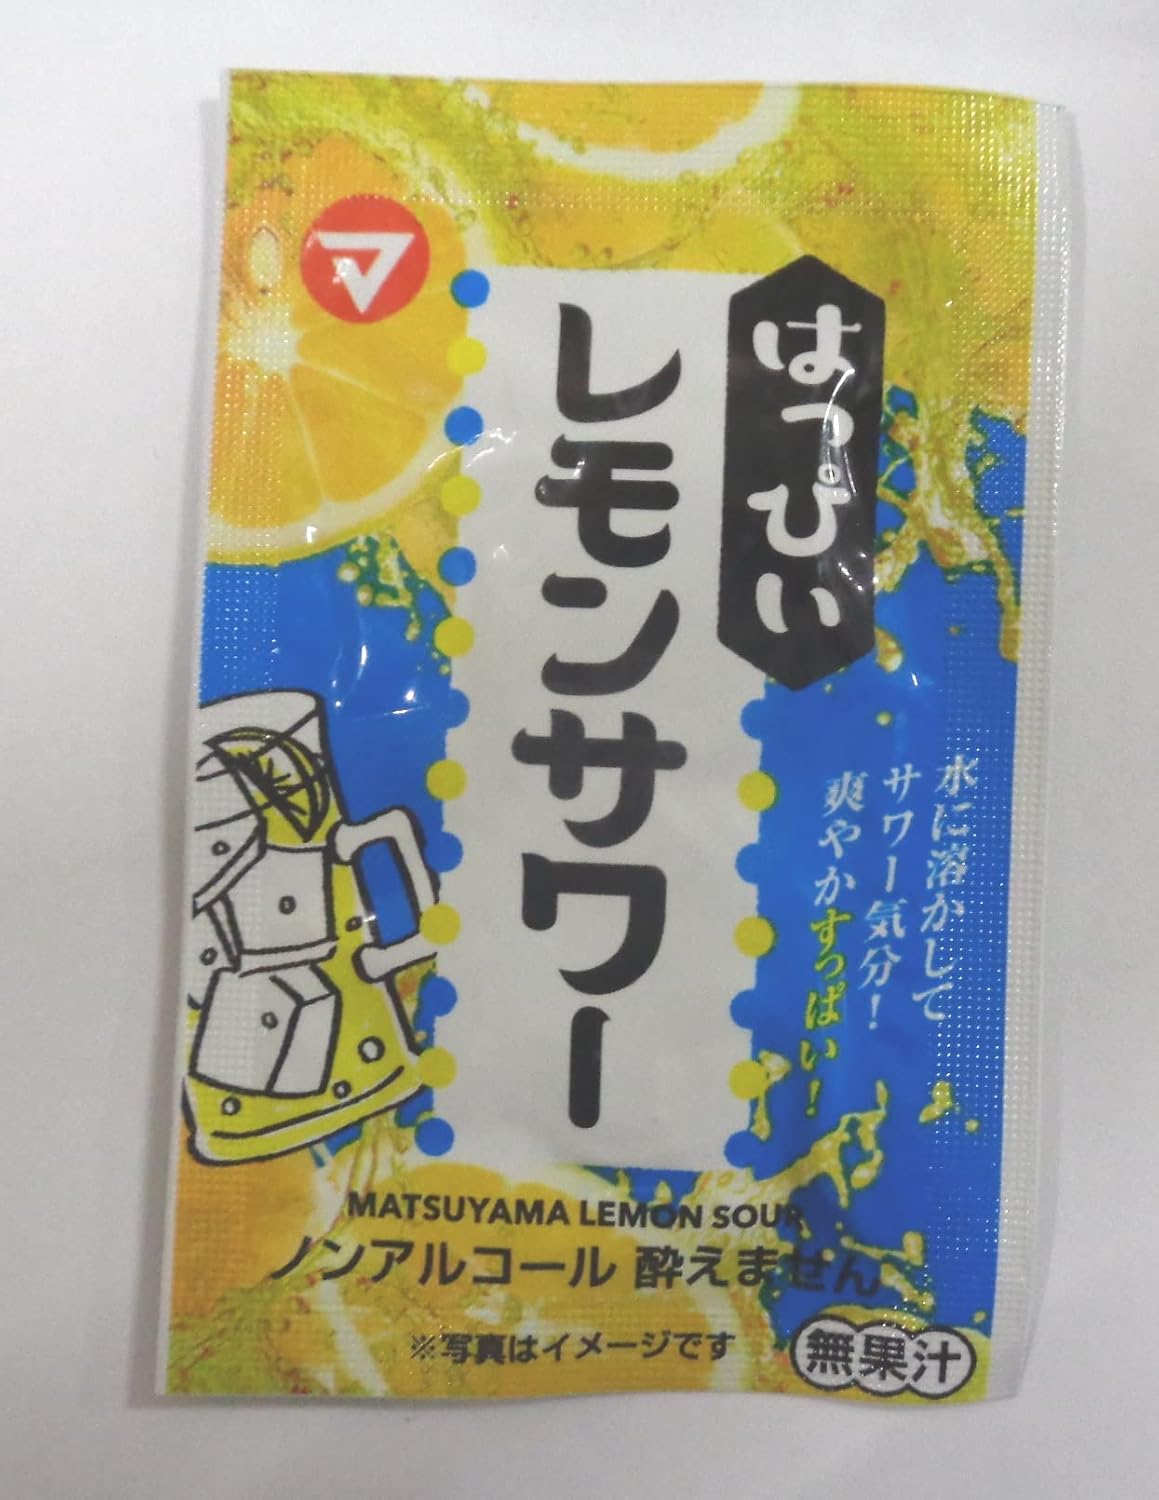 はっぴい
レモンサワー
水に溶かして
サワー気分！
爽やかすっぱい！
MATSUYAMA LEMON SOUR
ノンアルコール 酔えません
※写真はイメージです
無果汁